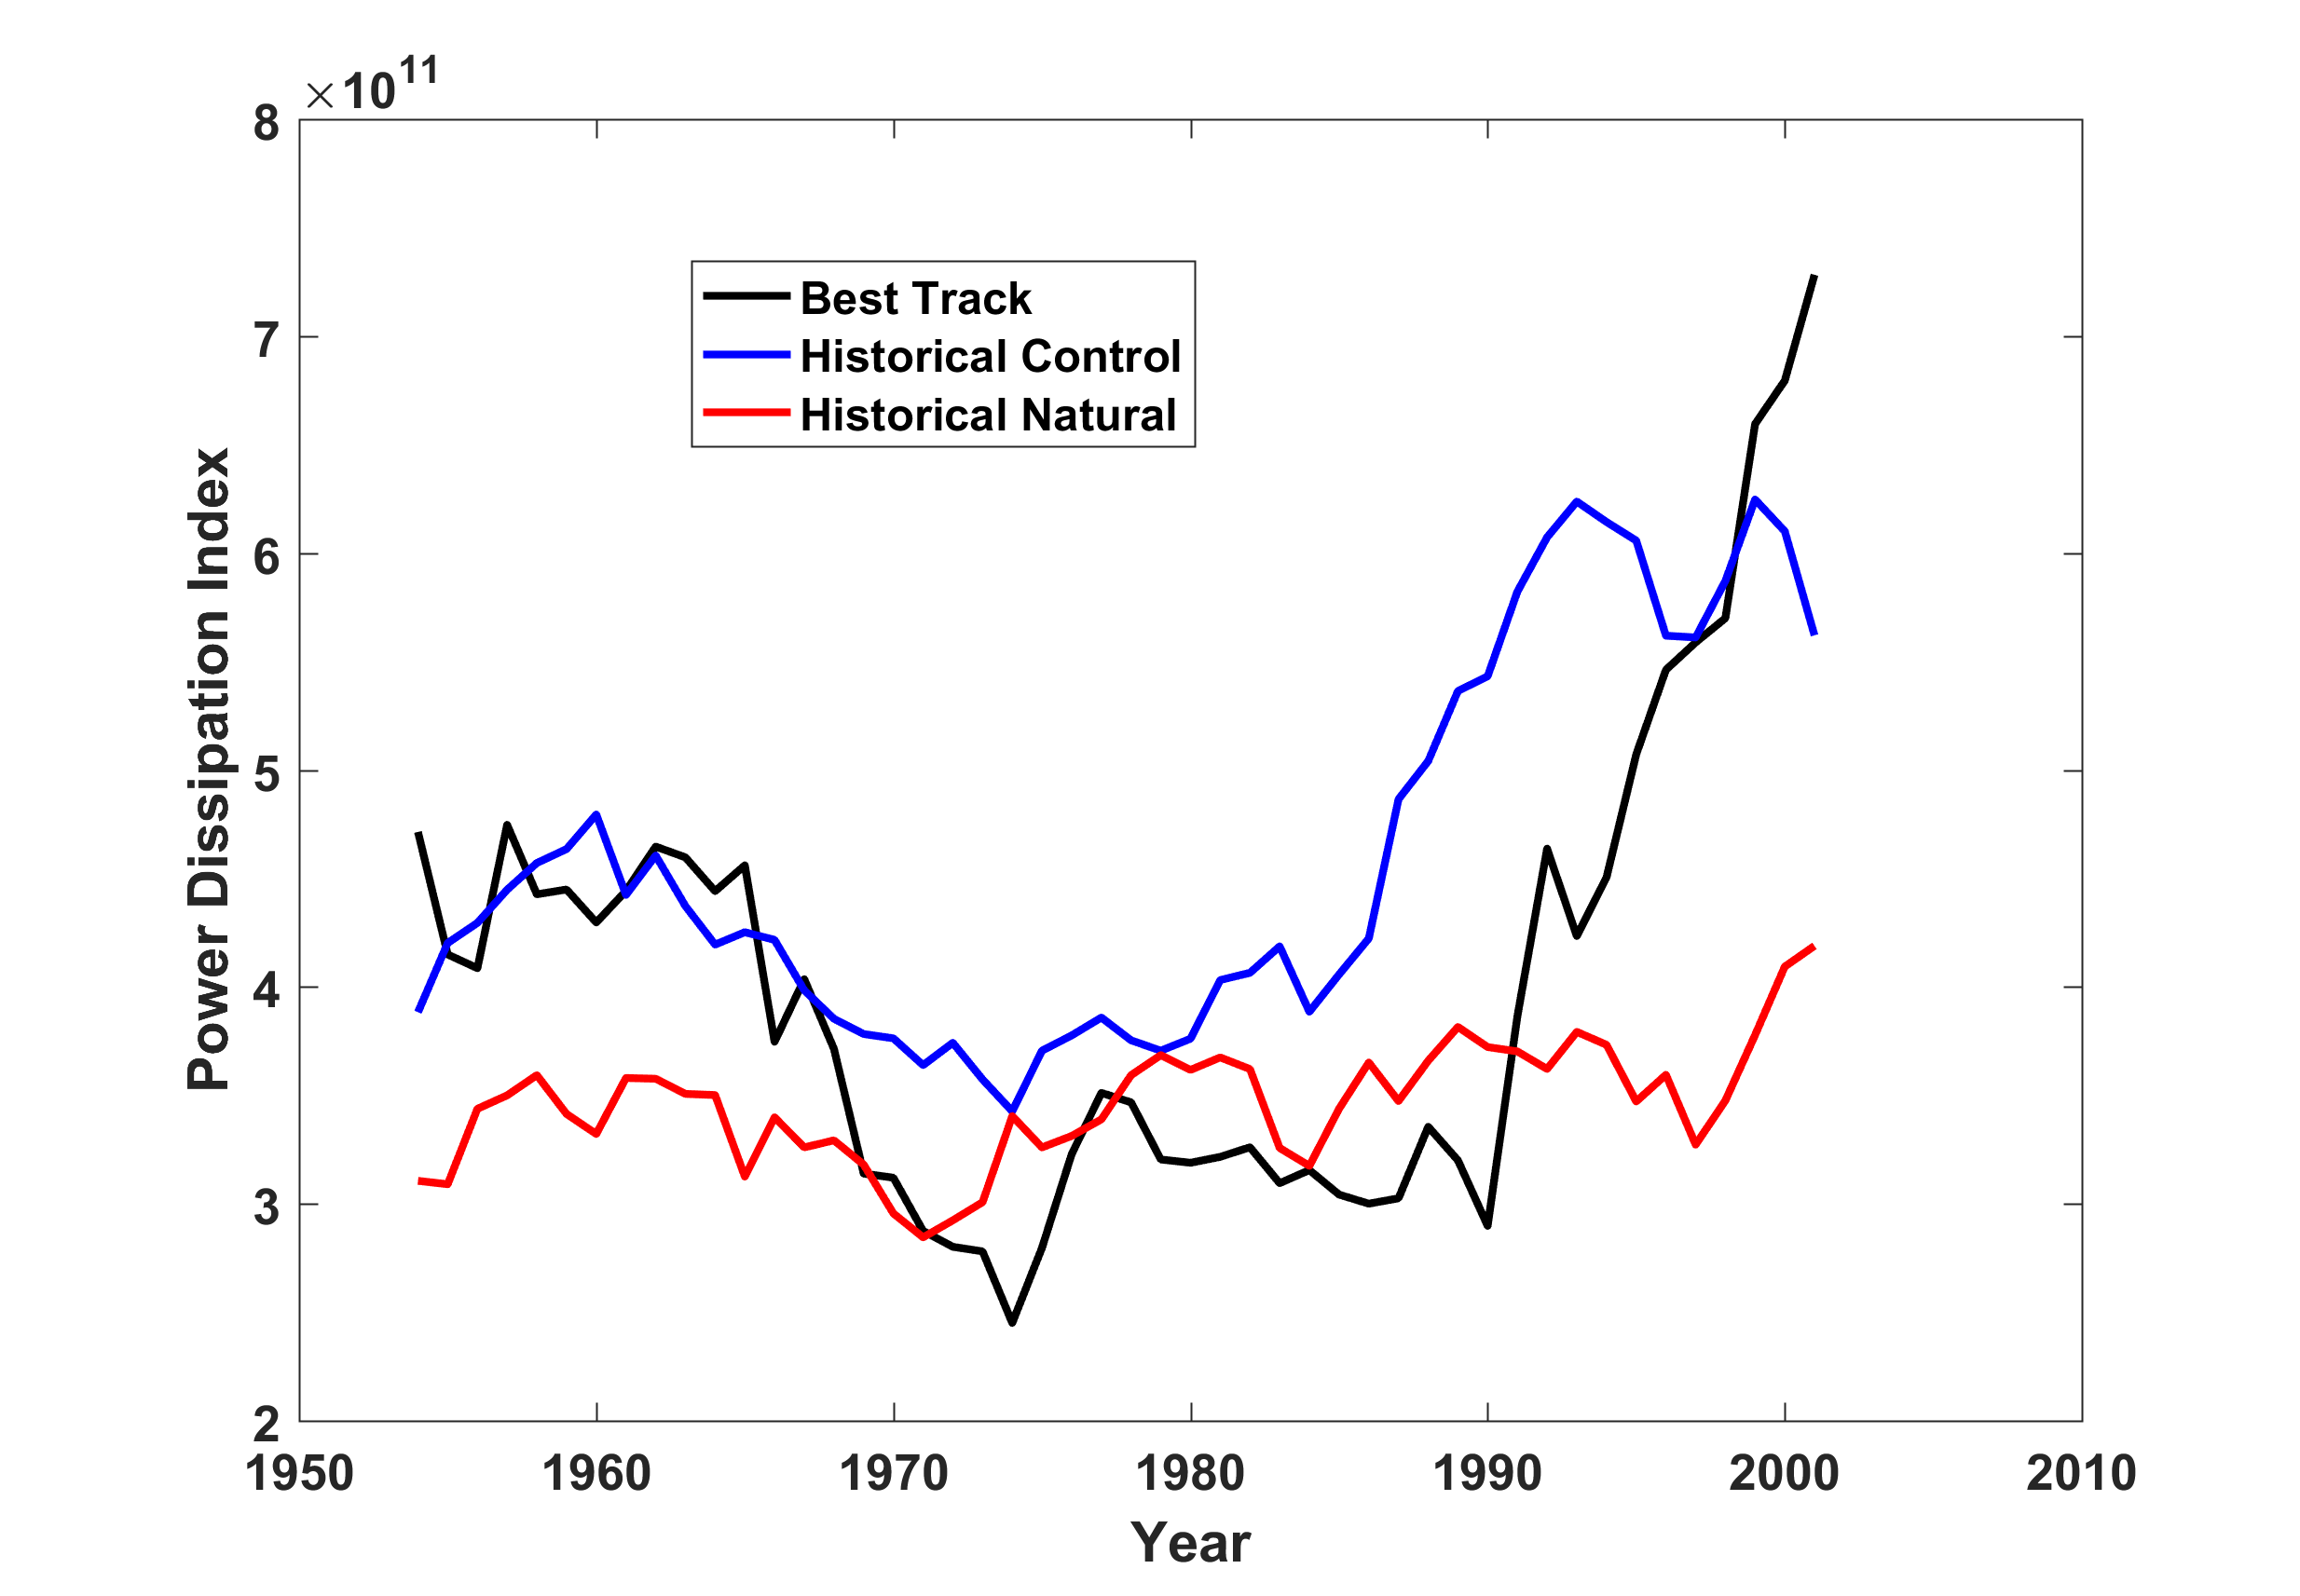 ×10¹¹
8
7
6
5
4
3
2
Power Dissipation Index
Best Track
Historical Control
Historical Natural
1950 1960 1970 1980 1990 2000 2010
Year